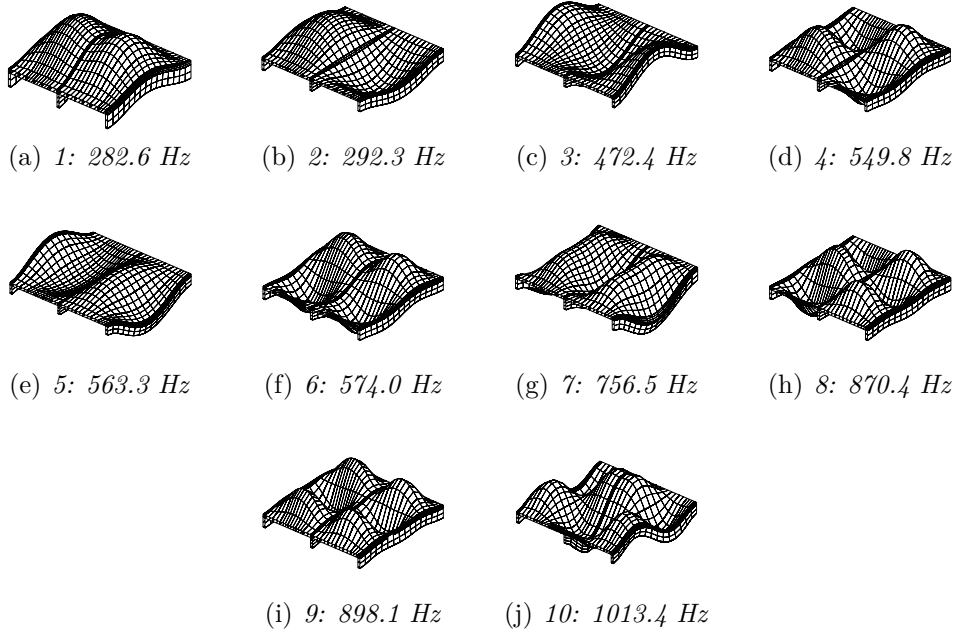 (a) 1: 282.6 Hz (b) 2: 292.3 Hz (c) 3: 472.4 Hz (d) 4: 549.8 Hz
(e) 5: 563.3 Hz (f) 6: 574.0 Hz (g) 7: 756.5 Hz (h) 8: 870.4 Hz
(i) 9: 898.1 Hz (j) 10: 1013.4 Hz